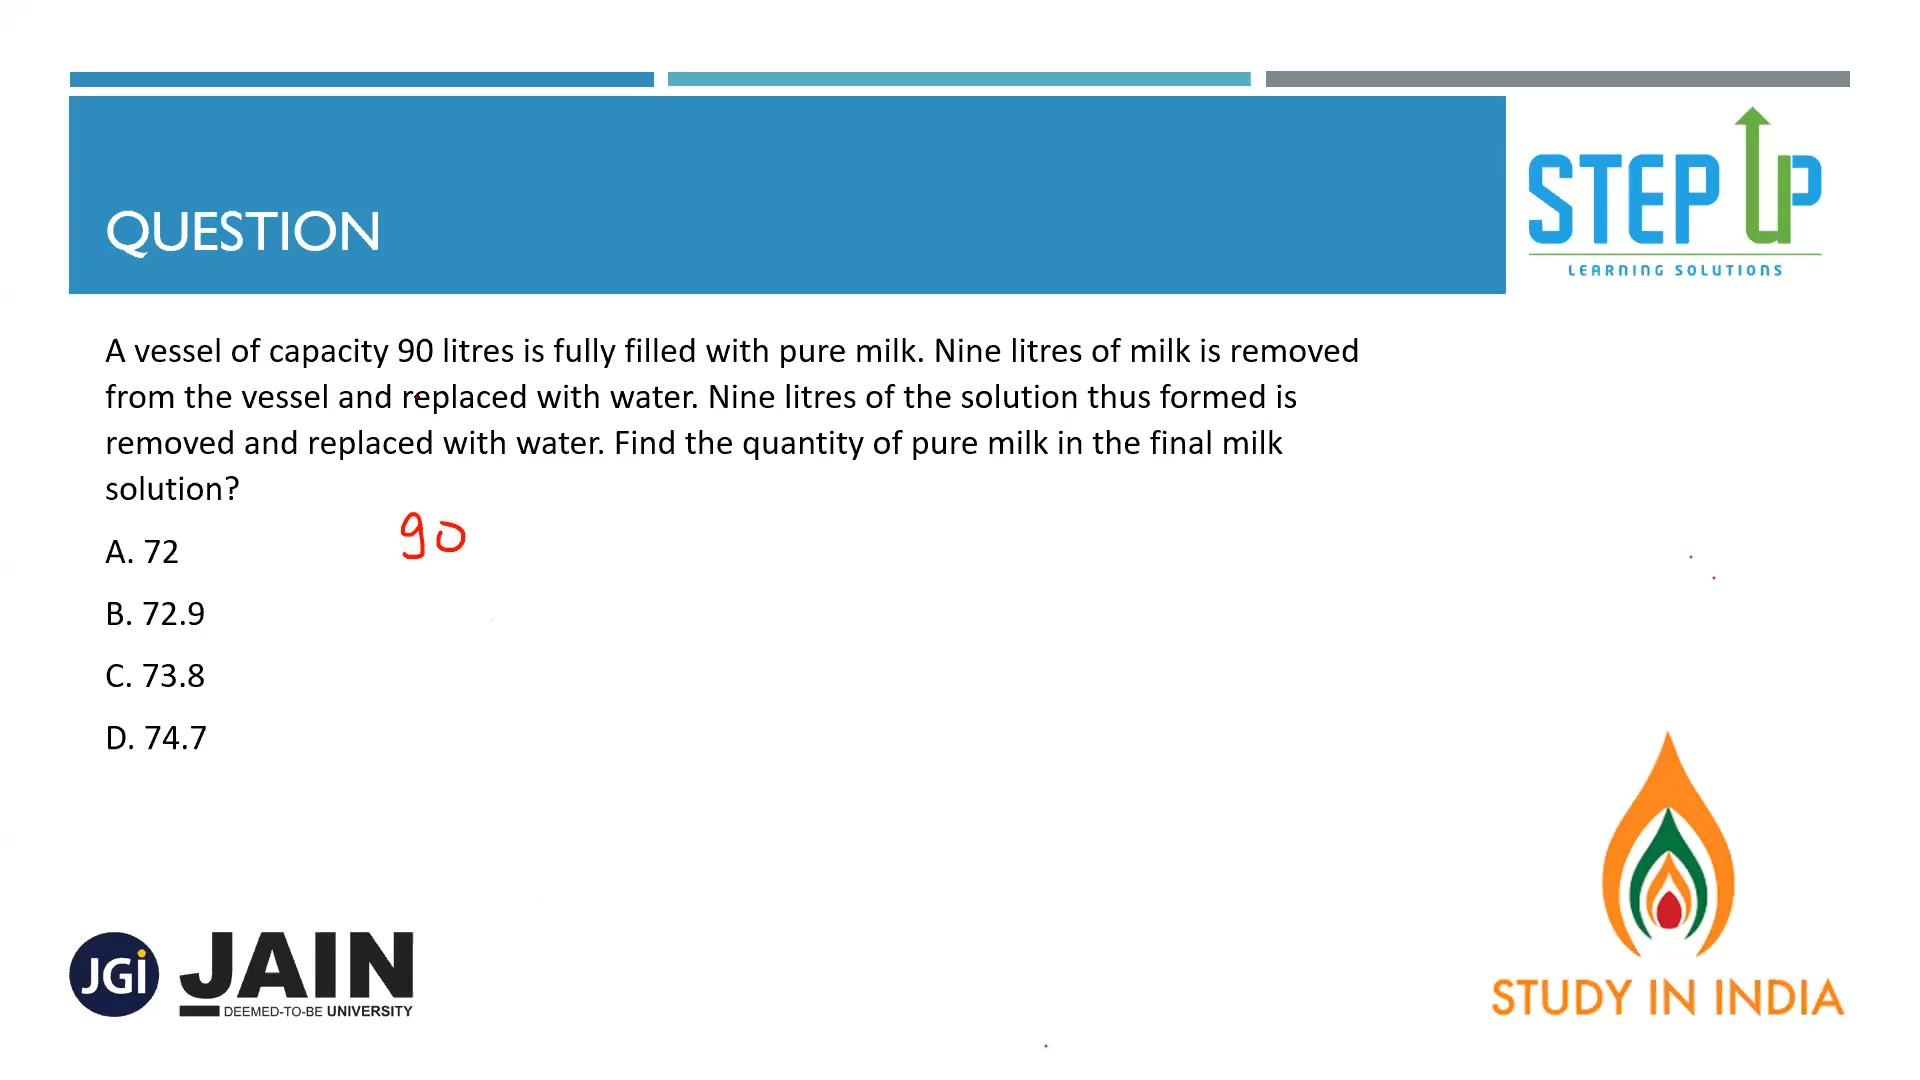 STEP UP
LEARNING SOLUTIONS
QUESTION
A vessel of capacity 90 litres is fully filled with pure milk. Nine litres of milk is removed
from the vessel and replaced with water. Nine litres of the solution thus formed is
removed and replaced with water. Find the quantity of pure milk in the final milk
solution?
90
A. 72
B. 72.9
C. 73.8
D. 74.7
JGi JAIN
DEEMED-TO-BE UNIVERSITY
STUDY IN INDIA